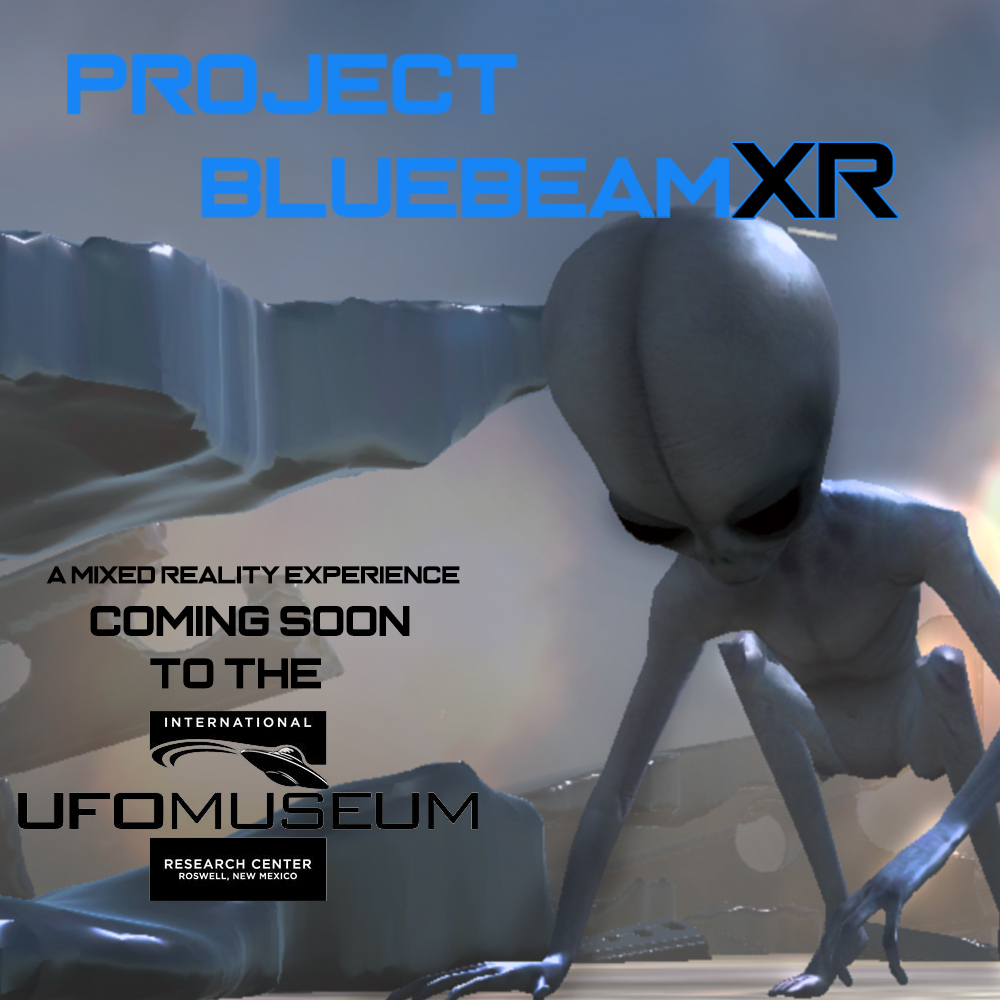 PROJECT
BLUEBEAMXR
A MIXED REALITY EXPERIENCE
COMING SOON
TO THE
INTERNATIONAL
UFOMUSEUM
RESEARCH CENTER
ROSWELL, NEW MEXICO